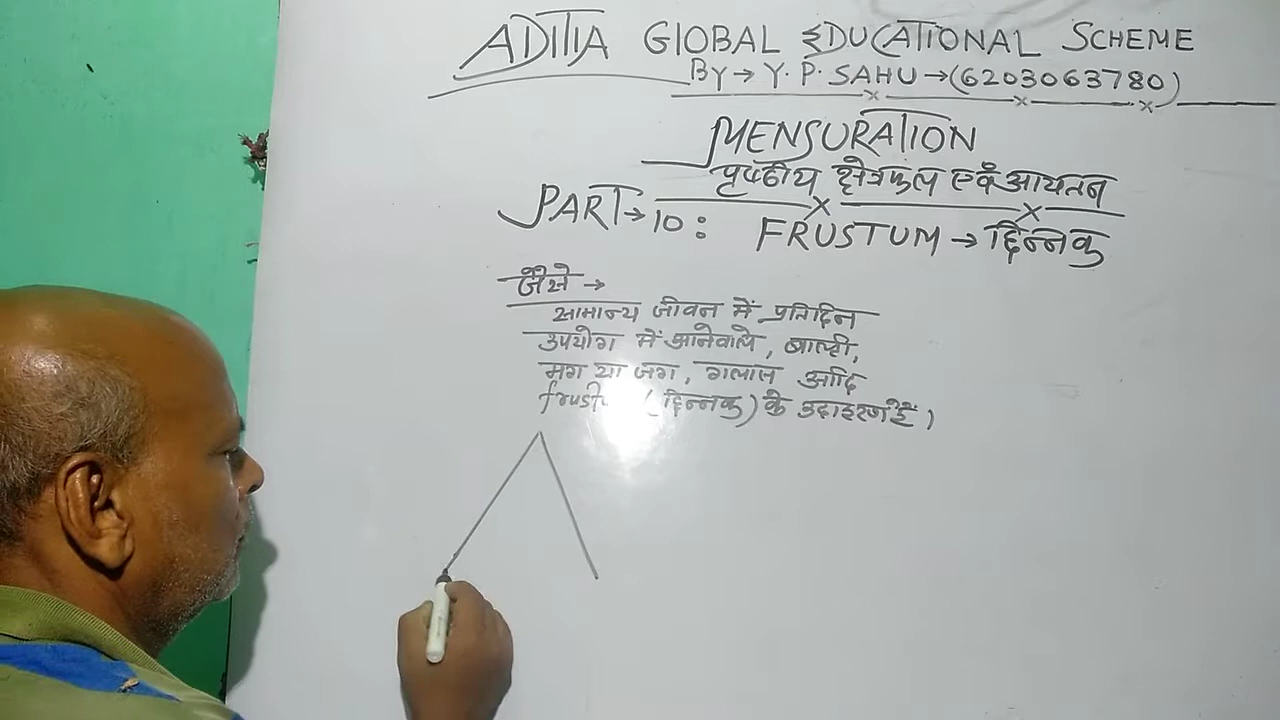 ADITIA GLOBAL EDUCATIONAL SCHEME
BY → Y. P. SAHU → (6203063780)
MENSURATION
पृष्ठीय क्षेत्रफल एवं आयतन
PART → 10: FRUSTUM → छिन्नक
जैसे →
सामान्य जीवन में प्रतिदिन
उपयोग में आनेवाले, बाल्टी,
मग या जग, गलास आदि
(छिन्नक) के उदाहरण हैं।